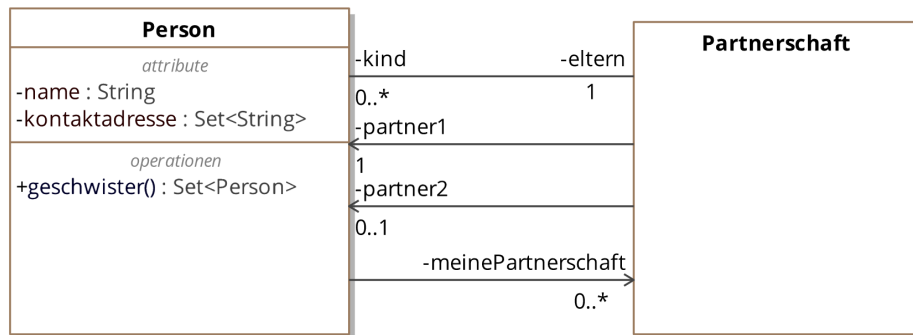 Person
attribute
-name : String
-kontaktadresse : Set<String>
operationen
+geschwister() : Set<Person>
-kind
-eltern
0..*
1
-partner1
1
-partner2
0..1
-meinePartnerschaft
0..*
Partnerschaft